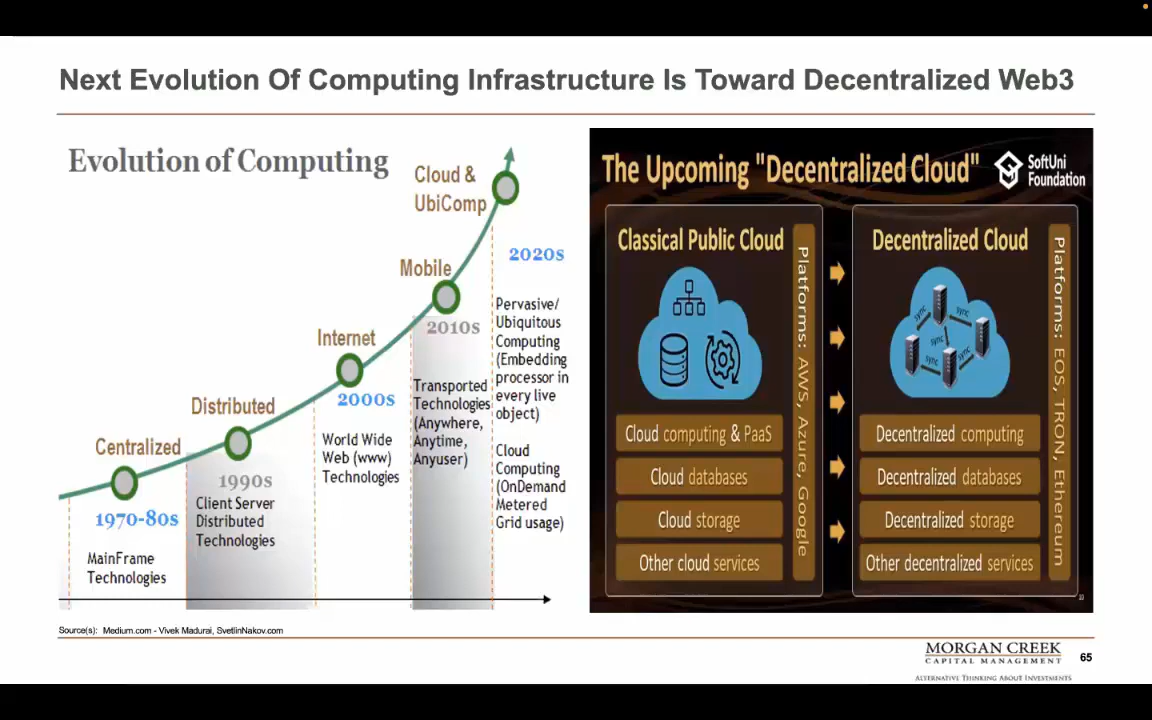 Next Evolution Of Computing Infrastructure Is Toward Decentralized Web3
Evolution of Computing
Cloud &
UbiComp
2020s
Mobile
2010s
Internet
2000s
Distributed
1990s
Centralized
1970-80s
MainFrame
Technologies
Client Server
Distributed
Technologies
World Wide
Web (www)
Technologies
Transported
Technologies
(Anywhere,
Anytime,
Anyuser)
Pervasive/
Ubiquitous
Computing
(Embedding
processor in
every live
object)
Cloud
Computing
(OnDemand
Metered
Grid usage)
The Upcoming "Decentralized Cloud"
SoftUni
Foundation
Classical Public Cloud
Cloud computing & PaaS
Cloud databases
Cloud storage
Other cloud services
Platforms: AWS, Azure, Google
Decentralized Cloud
sync
sync
sync
sync
sync
Decentralized computing
Decentralized databases
Decentralized storage
Other decentralized services
Platforms: EOS, TRON, Ethereum
Source(s): Medium.com - Vivek Madurai, SvetlinNakov.com
MORGAN CREEK
CAPITAL MANAGEMENT
ALTERNATIVE THINKING ABOUT INVESTMENTS
65